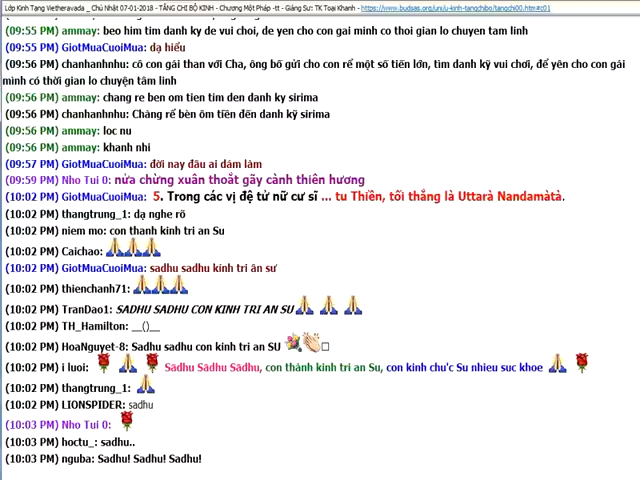 Lớp Kinh Tạng Vietheravada _ Chú Nhật 07-01-2018 - TĂNG CHI BỘ KINH - Chương Một Pháp -tt - Giảng Sư: TK Toại Khanh - https://www.budsas.org/uni/u-kinh-tangchibo/tangchi00.htm#c01
(09:55 PM) ammay: beo him tim danh ky de vui choi, de yen cho con gai minh co thoi gian lo chuyen tam linh
(09:55 PM) GiotMuaCuoiMua: dạ hiểu
(09:56 PM) chanhanhnhu: cô con gái than với Cha, ông bố gửi cho con rể một số tiền lớn, tìm danh kỹ vui chơi, để yên cho con gái
mình có thời gian lo chuyện tâm linh
(09:56 PM) ammay: chang re ben om tien tim den danh ky sirima
(09:56 PM) chanhanhnhu: Chàng rể bèn ôm tiền đến danh kỹ sirima
(09:56 PM) ammay: loc nu
(09:56 PM) ammay: khanh nhi
(09:57 PM) GiotMuaCuoiMua: đời nay đâu ai dám làm
(09:59 PM) Nho Tui 0: nửa chừng xuân thoắt gãy cành thiên hương
(10:02 PM) GiotMuaCuoiMua: 5. Trong các vị đệ tử nữ cư sĩ ... tu Thiền, tối thắng là Uttarà Nandamàtà.
(10:02 PM) thangtrung_1: dạ nghe rõ
(10:02 PM) niem mo: con thanh kinh tri an Su
(10:02 PM) Caichao: 🙏🙏🙏
(10:02 PM) GiotMuaCuoiMua: sadhu sadhu kính tri ân sư
(10:02 PM) thienchanh71: 🙏🙏🙏
(10:02 PM) TranDao1: SADHU SADHU CON KINH TRI AN SU 🙏 🙏 🙏
(10:02 PM) TH_Hamilton: __()__
(10:02 PM) HoaNguyet-8: Sadhu sadhu con kinh tri an SU 💐👏
(10:02 PM) i luoi: 🌹 🙏 🌹 Sādhu Sādhu Sādhu, con thành kính tri an Su, con kinh chu'c Su nhieu suc khoe 🙏 🌹
(10:02 PM) thangtrung_1: 🙏
(10:02 PM) LIONSPIDER: sadhu
(10:03 PM) Nho Tui 0: 🌹
(10:03 PM) hoctu_: sadhu..
(10:03 PM) nguba: Sadhu! Sadhu! Sadhu!